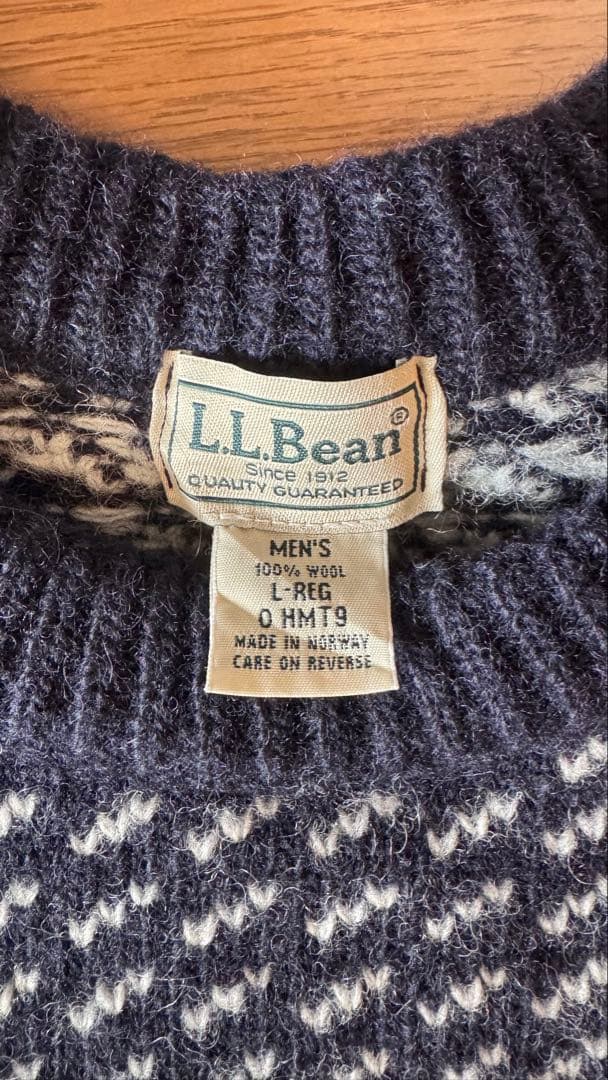 L.L.Bean®
Since 1912
QUALITY GUARANTEED
MEN'S
100% WOOL
L-REG
0 HMT9
MADE IN NORWAY
CARE ON REVERSE